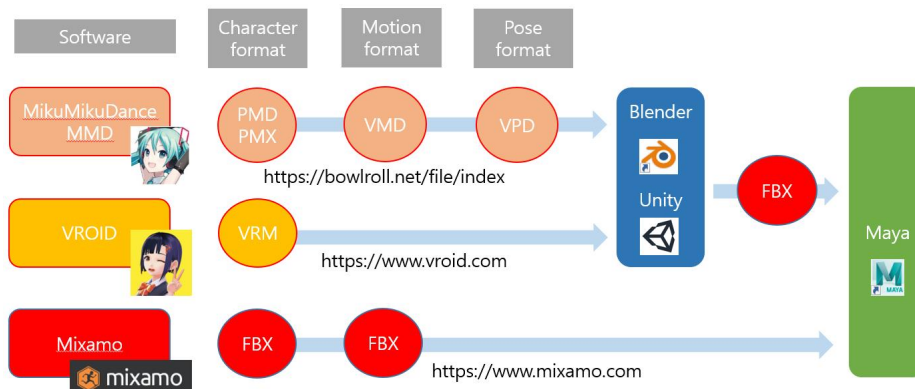 Software
Character
format
Motion
format
Pose
format
MikuMikuDance
MMD
PMD
PMX
VMD
VPD
https://bowlroll.net/file/index
Blender
Unity
FBX
Maya
MAYA
VROID
VRM
https://www.vroid.com
Mixamo
mixamo
FBX
FBX
https://www.mixamo.com